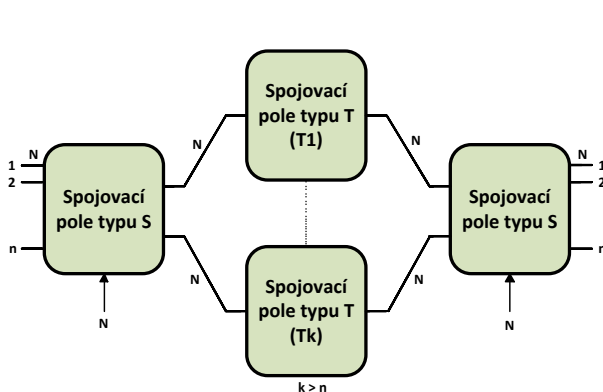 Spojovací
pole typu T
(T1)
N
N
N
1
2
n
Spojovací
pole typu S
N
1
2
n
Spojovací
pole typu S
N
N
Spojovací
pole typu T
(Tk)
N
N
k > n